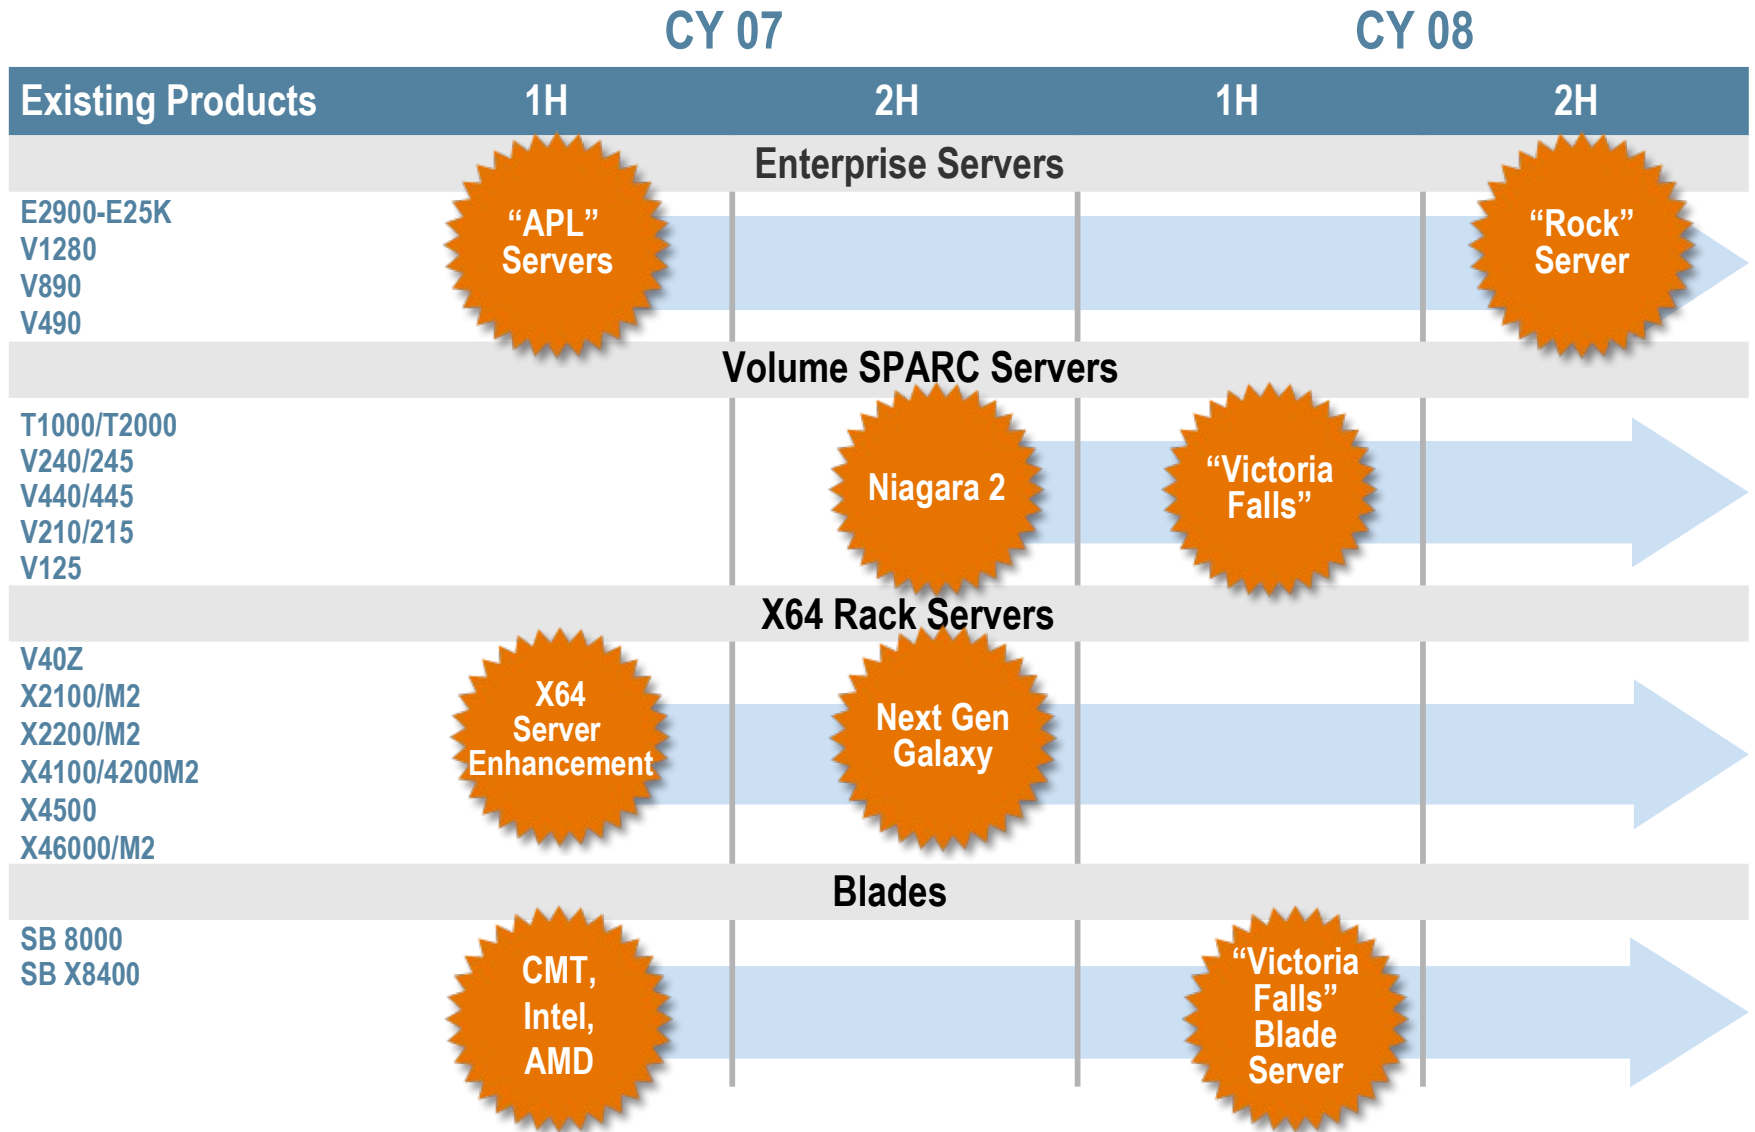 CY 07
CY 08
Existing Products
1H
2H
1H
2H
Enterprise Servers
E2900-E25K
V1280
V890
V490
“APL”
Servers
“Rock”
Server
Volume SPARC Servers
T1000/T2000
V240/245
V440/445
V210/215
V125
Niagara 2
“Victoria
Falls”
X64 Rack Servers
V40Z
X2100/M2
X2200/M2
X4100/4200M2
X4500
X46000/M2
X64
Server
Enhancement
Next Gen
Galaxy
Blades
SB 8000
SB X8400
CMT,
Intel,
AMD
“Victoria
Falls”
Blade
Server